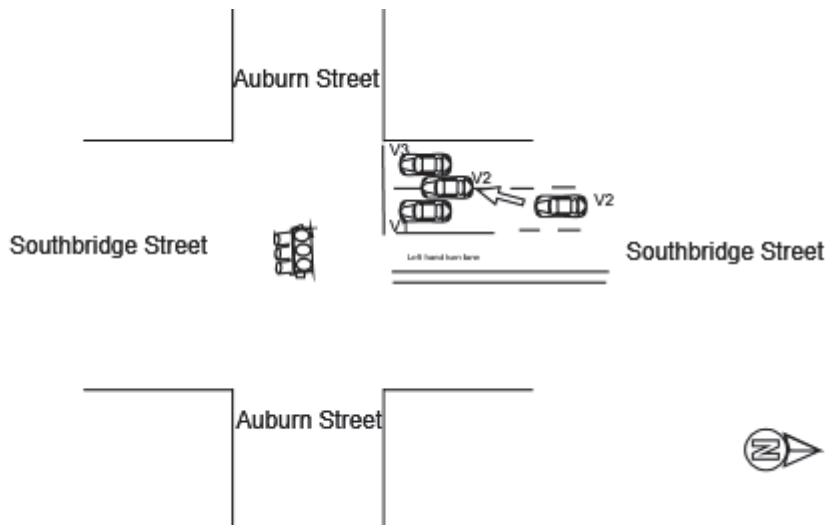 Auburn Street
V3
V2
V2
V1
Southbridge Street
Left hand turn lane
Southbridge Street
Auburn Street
N